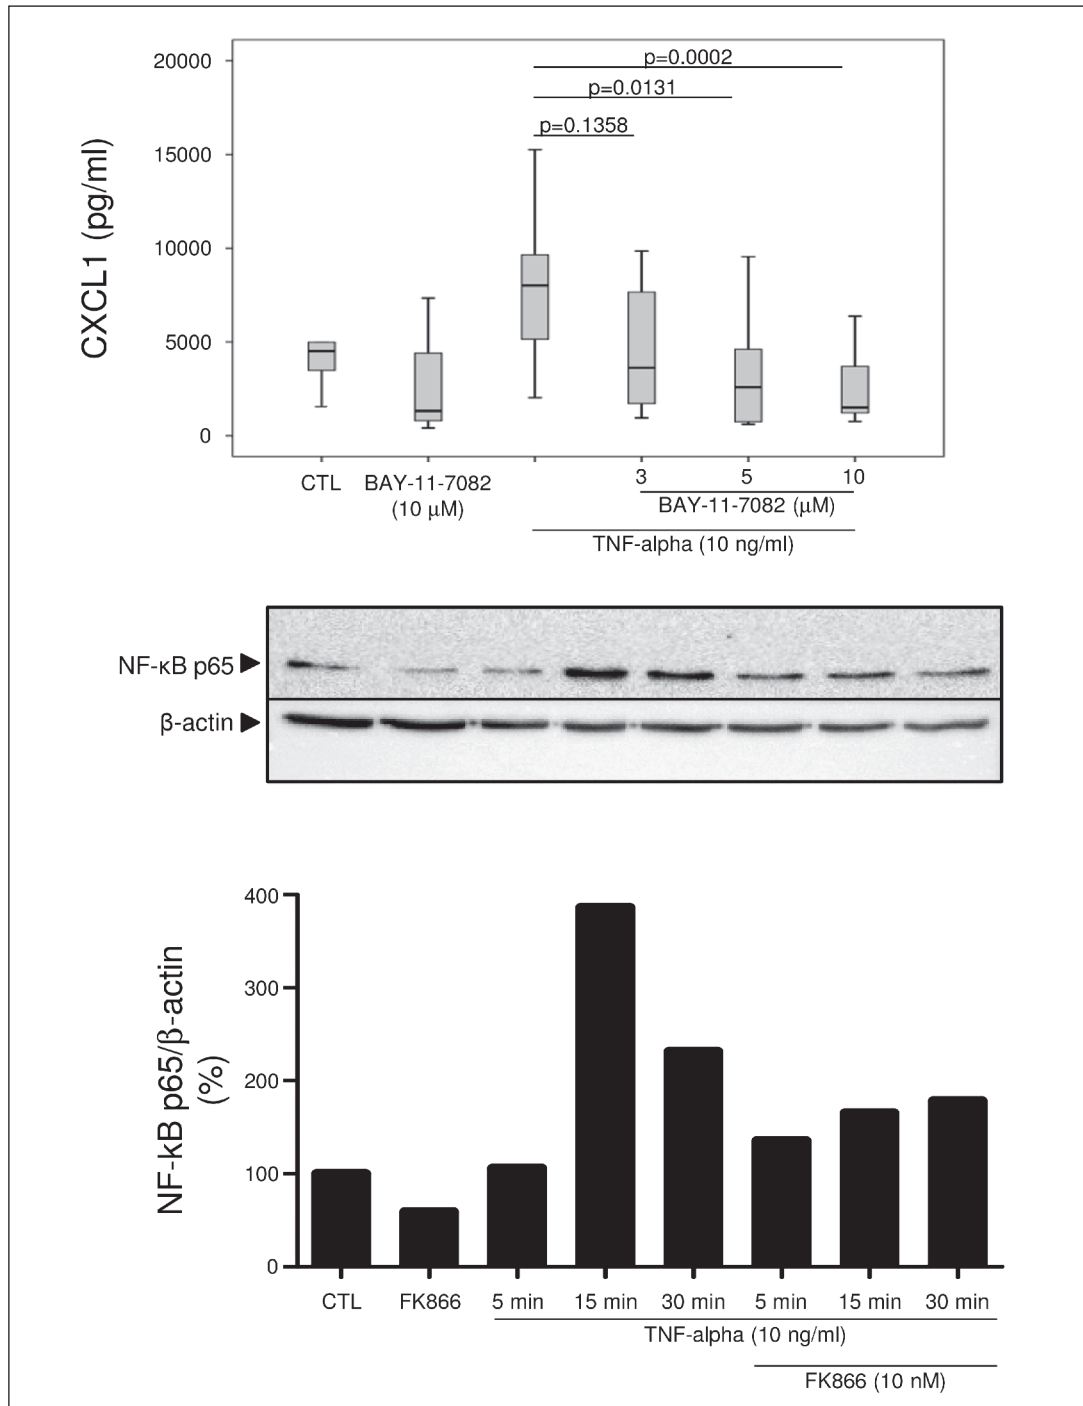 20000
p=0.0002
p=0.0131
p=0.1358
15000
10000
5000
0
CXCL1 (pg/ml)
3 5 10
CTL BAY-11-7082
(10 μM)
BAY-11-7082 (μM)
TNF-alpha (10 ng/ml)
NF-κB p65
β-actin
400
300
200
100
0
NF-kB p65/β-actin
(%)
CTL FK866 5 min 15 min 30 min 5 min 15 min 30 min
TNF-alpha (10 ng/ml)
FK866 (10 nM)